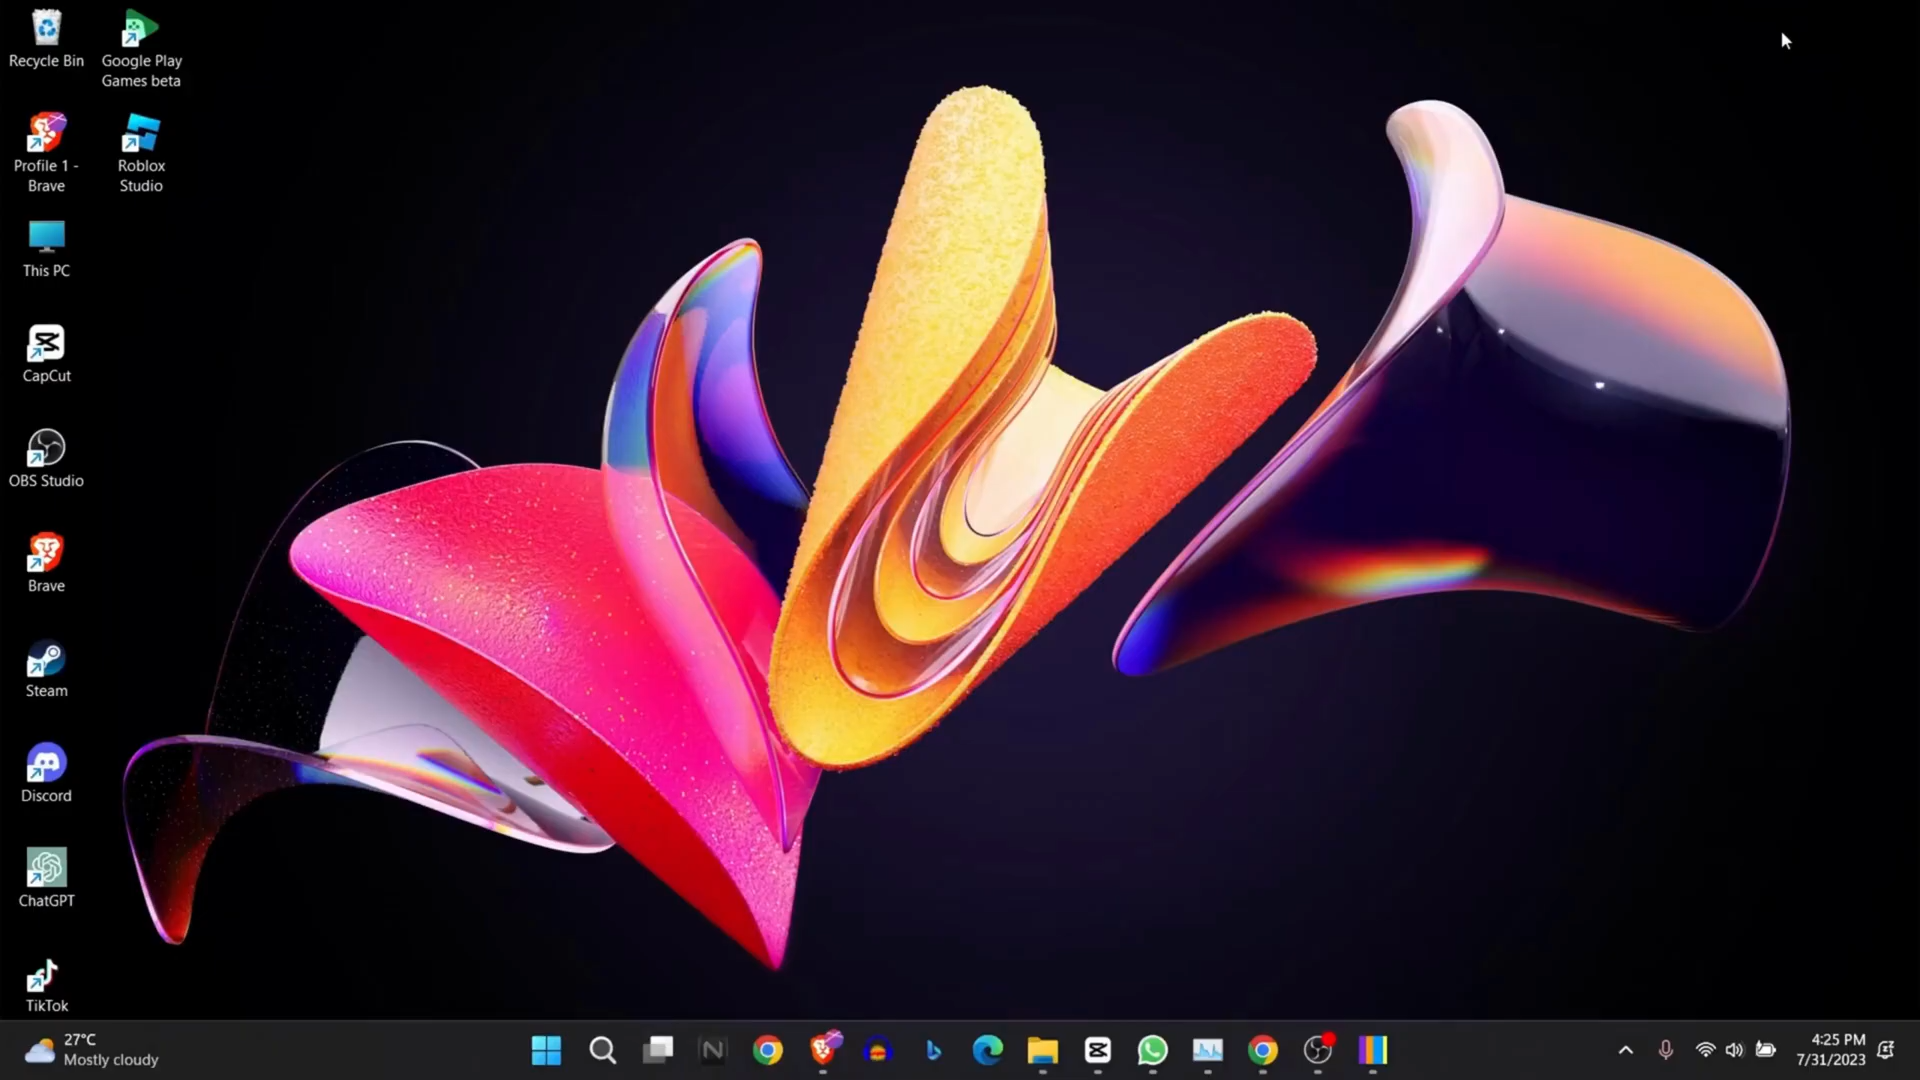 Recycle Bin
Google Play
Games beta
Profile 1 -
Brave
Roblox
Studio
This PC
CapCut
OBS Studio
Brave
Steam
Discord
ChatGPT
TikTok
27°C
Mostly cloudy
4:25 PM
7/31/2023